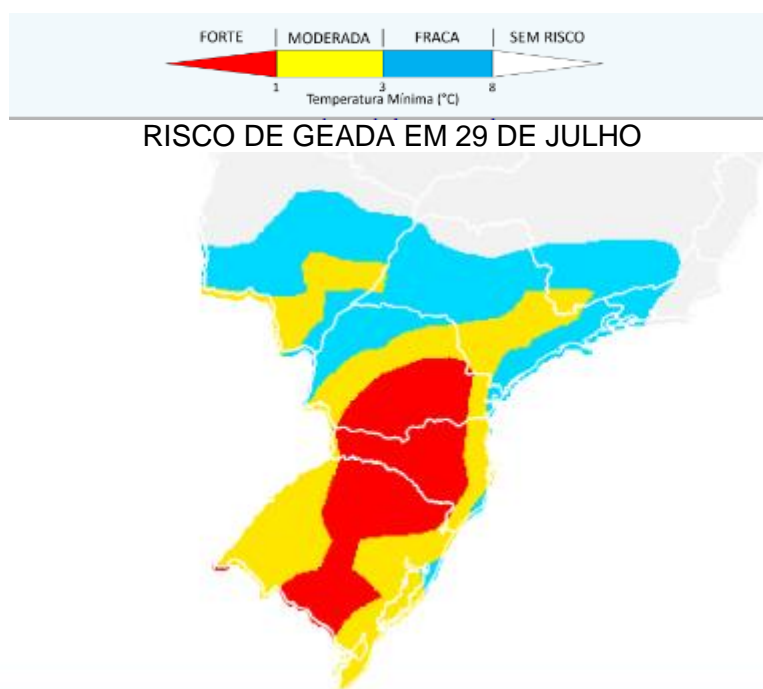 FORTE | MODERADA | FRACA | SEM RISCO
1 3 8
Temperatura Mínima (°C)
RISCO DE GEADA EM 29 DE JULHO